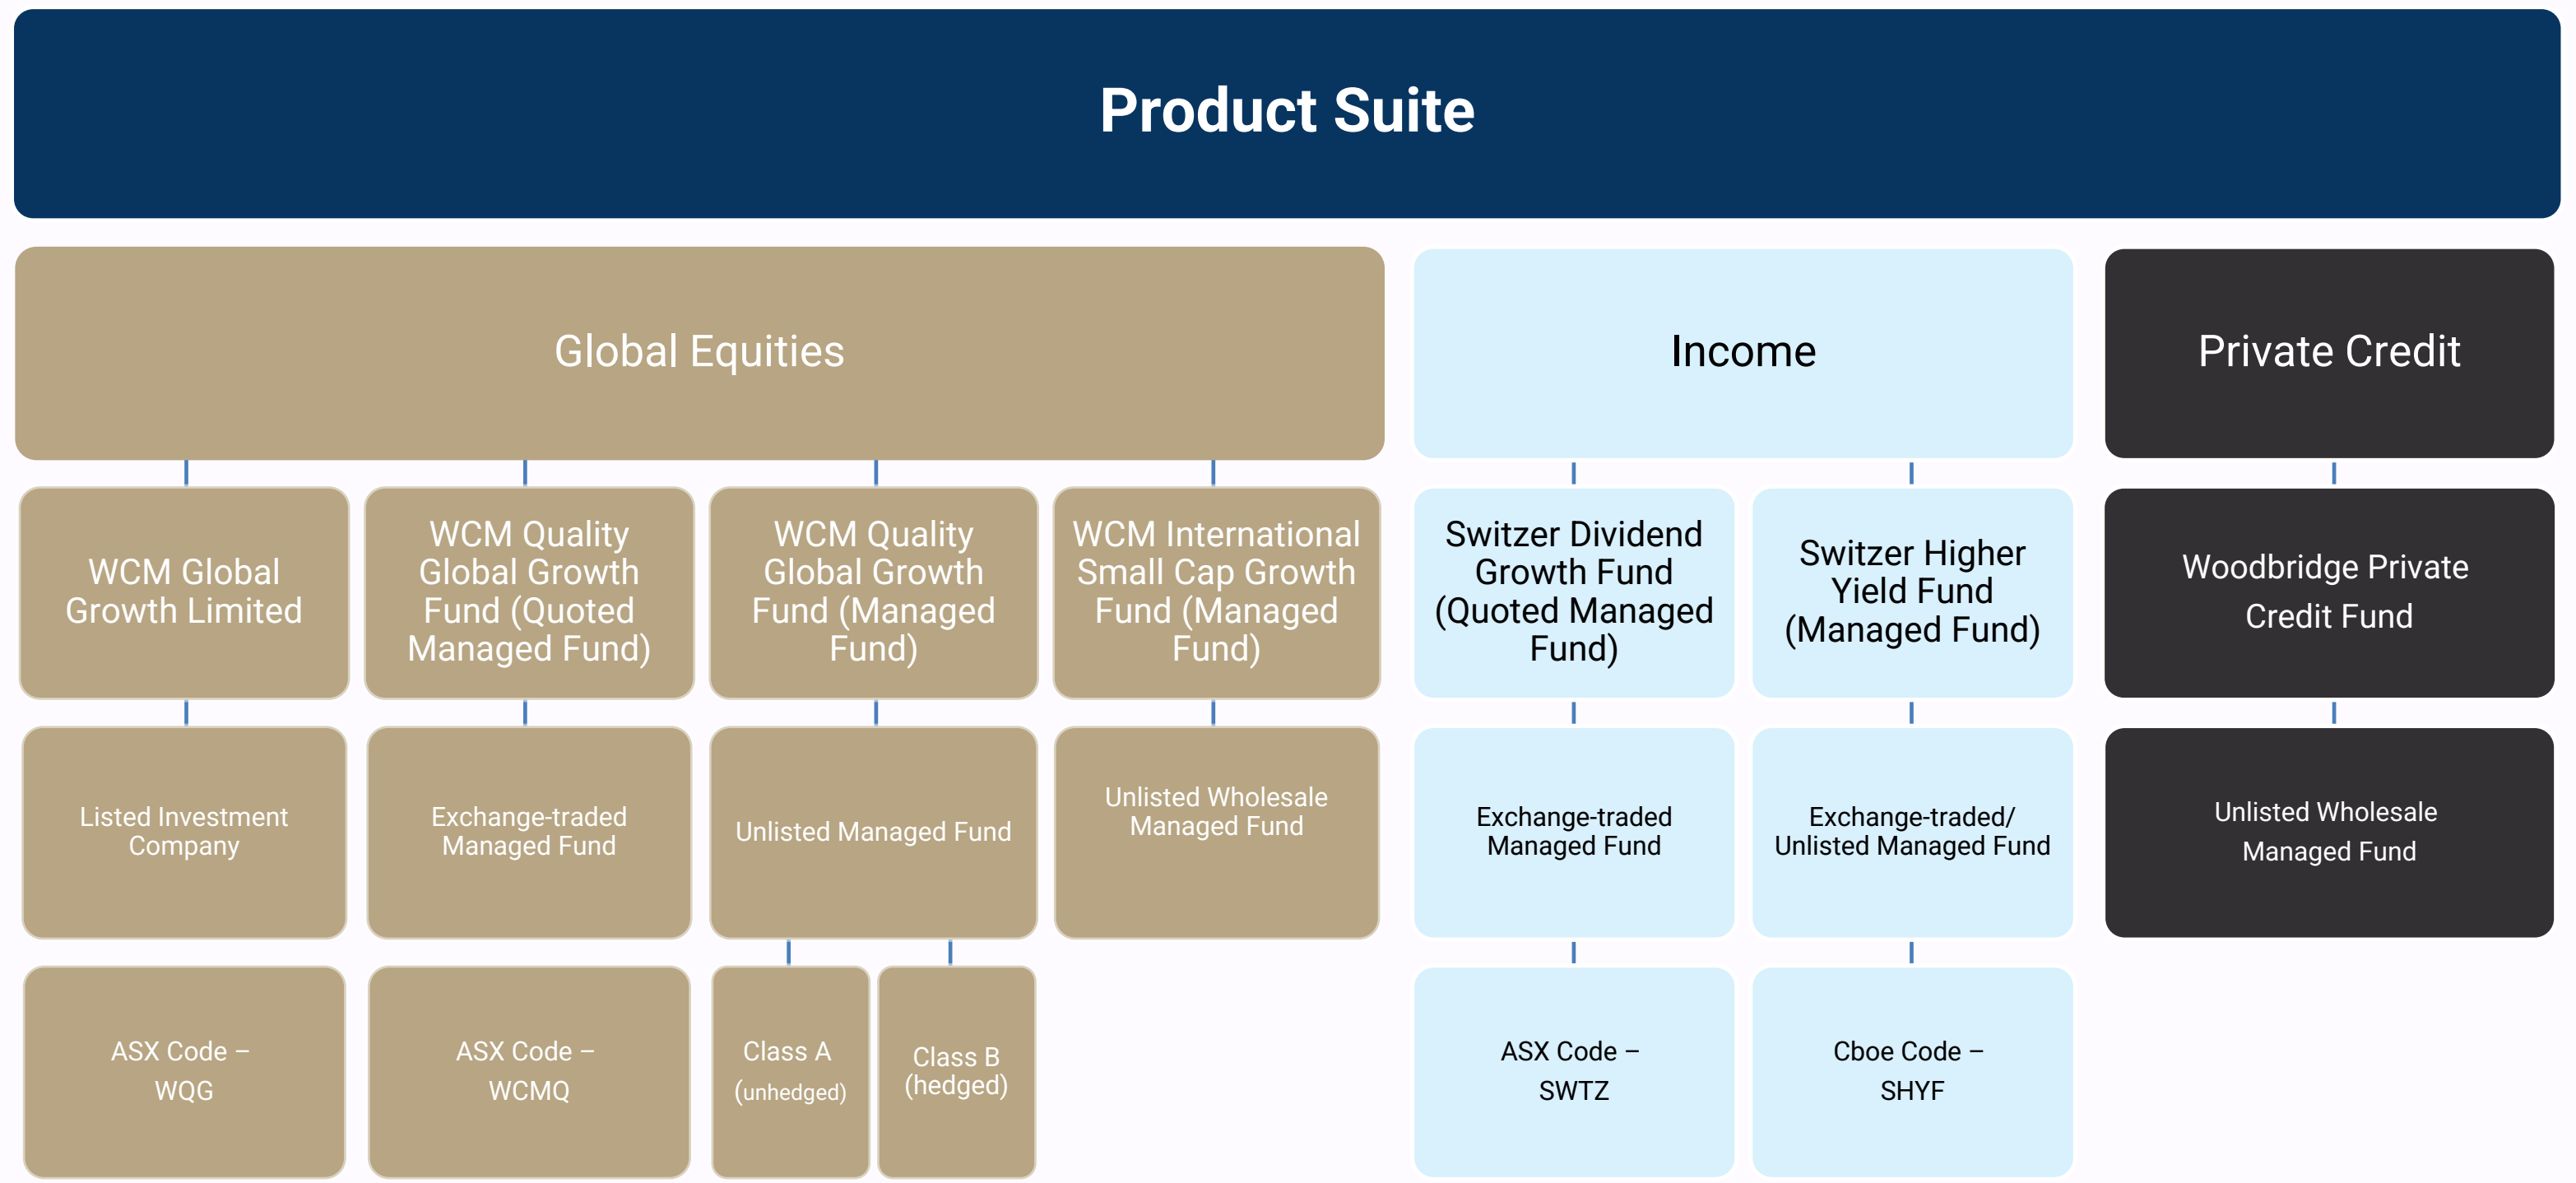 Product Suite
Global Equities
Income
Private Credit
WCM Global
Growth Limited
WCM Quality
Global Growth
Fund (Quoted
Managed Fund)
WCM Quality
Global Growth
Fund (Managed
Fund)
WCM International
Small Cap Growth
Fund (Managed
Fund)
Switzer Dividend
Growth Fund
(Quoted Managed
Fund)
Switzer Higher
Yield Fund
(Managed Fund)
Woodbridge Private
Credit Fund
Listed Investment
Company
Exchange-traded
Managed Fund
Unlisted Managed Fund
Unlisted Wholesale
Managed Fund
Exchange-traded
Managed Fund
Exchange-traded/
Unlisted Managed Fund
Unlisted Wholesale
Managed Fund
ASX Code –
WQG
ASX Code –
WCMQ
Class A
(unhedged)
Class B
(hedged)
ASX Code –
SWTZ
Cboe Code –
SHYF